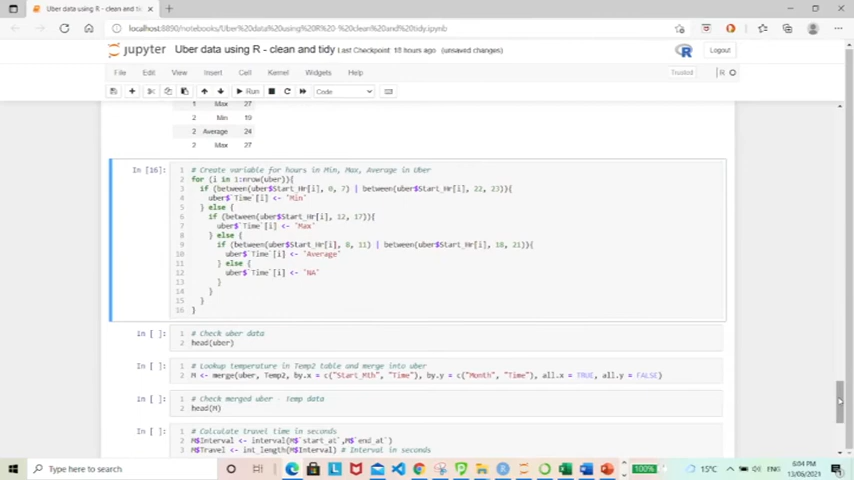 Uber data using R - clean and tidy
localhost:8890/notebooks/Uber%20data%20using%20R%20-%20clean%20and%20tidy.ipynb
jupyter Uber data using R - clean and tidy Last Checkpoint: 18 hours ago (unsaved changes)
Logout
File Edit View Insert Cell Kernel Widgets Help
Trusted R
Run Code
1 Max 27
2 Min 19
2 Average 24
2 Max 27
In [16]:
1 # Create variable for hours in Min, Max, Average in Uber
2 for (i in 1:nrow(uber)){
3 if (between(uber$Start_Hr[i], 0, 7) | between(uber$Start_Hr[i], 22, 23)){
4 uber$`Time`[i] <- 'Min'
5 } else {
6 if (between(uber$Start_Hr[i], 12, 17)){
7 uber$`Time`[i] <- 'Max'
8 } else {
9 if (between(uber$Start_Hr[i], 8, 11) | between(uber$Start_Hr[i], 18, 21)){
10 uber$`Time`[i] <- 'Average'
11 } else {
12 uber$`Time`[i] <- 'NA'
13 }
14 }
15 }
16 }
In [ ]:
1 # Check uber data
2 head(uber)
In [ ]:
1 # Lookup temperature in Temp2 table and merge into uber
2 M <- merge(uber, Temp2, by.x = c("Start_Mth", "Time"), by.y = c("Month", "Time"), all.x = TRUE, all.y = FALSE)
In [ ]:
1 # Check merged uber - Temp data
2 head(M)
In [ ]:
1 # Calculate travel time in seconds
2 M$Interval <- interval(M$`start_at`,M$`end_at`)
3 M$Travel <- int_length(M$Interval) # Interval in seconds
Type here to search
100%
15°C
ENG
6:04 PM
13/06/2021